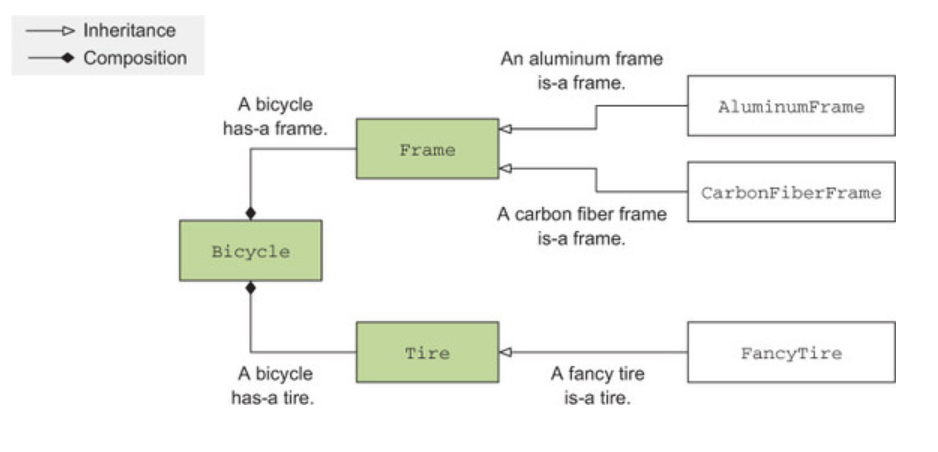 Inheritance
Composition
An aluminum frame
is-a frame.
AluminumFrame
A bicycle
has-a frame.
Frame
CarbonFiberFrame
A carbon fiber frame
is-a frame.
Bicycle
Tire
FancyTire
A bicycle
has-a tire.
A fancy tire
is-a tire.